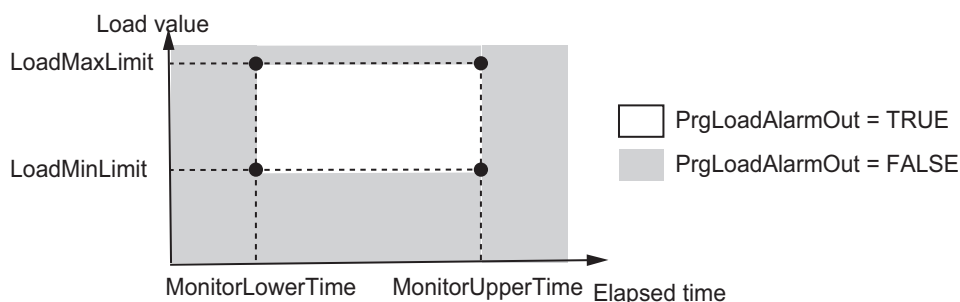 Load value
LoadMaxLimit
LoadMinLimit
PrgLoadAlarmOut = TRUE
PrgLoadAlarmOut = FALSE
MonitorLowerTime
MonitorUpperTime
Elapsed time